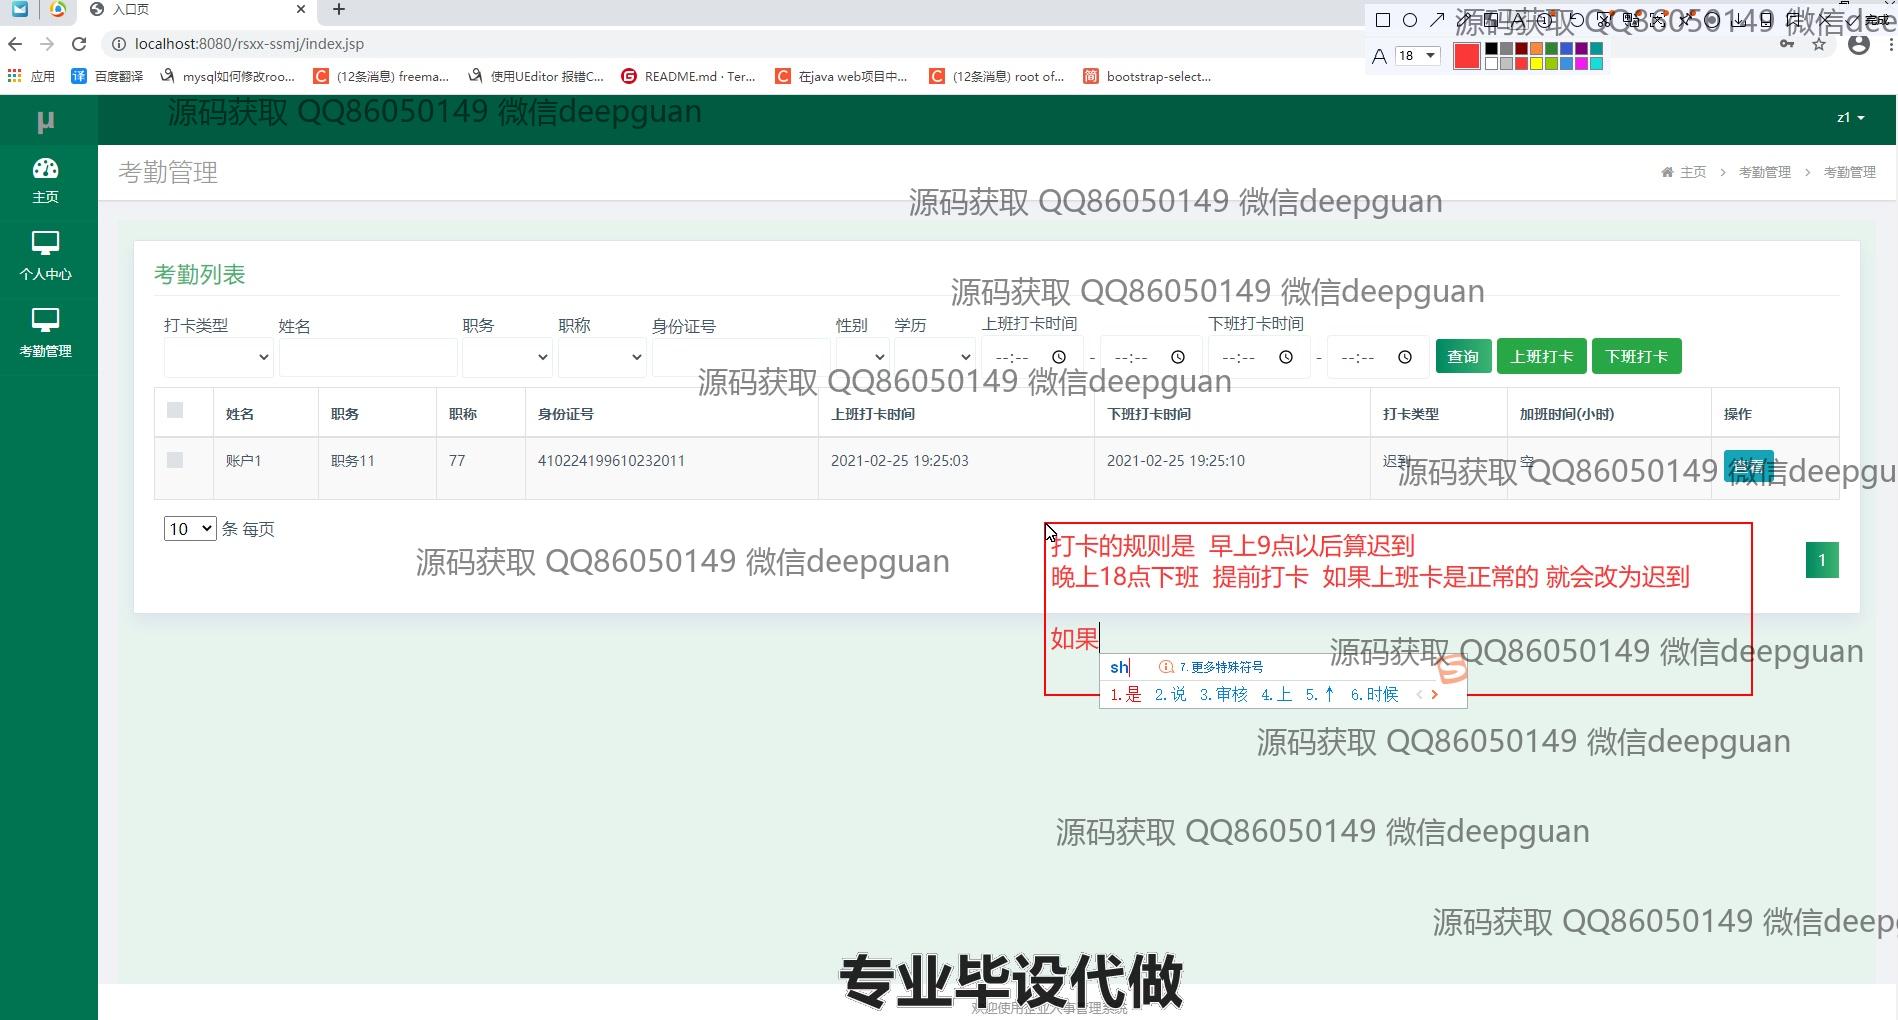 入口页
localhost:8080/rsxx-ssmj/index.jsp
应用
百度翻译
mysql如何修改roo...
(12条消息) freema...
使用UEditor 报错C...
README.md · Ter...
在java web项目中...
(12条消息) root of...
bootstrap-select...
源码获取 QQ86050149 微信dee
完成
A 18
源码获取 QQ86050149 微信deepguan
μ
z1
主页
个人中心
考勤管理
考勤管理
主页 > 考勤管理 > 考勤管理
源码获取 QQ86050149 微信deepguan
考勤列表
源码获取 QQ86050149 微信deepguan
打卡类型 姓名 职务 职称 身份证号 性别 学历 上班打卡时间 下班打卡时间
--:-- - --:-- --:-- - --:-- 查询 上班打卡 下班打卡
源码获取 QQ86050149 微信deepguan
姓名 职务 职称 身份证号 上班打卡时间 下班打卡时间 打卡类型 加班时间(小时) 操作
账户1 职务11 77 410224199610232011 2021-02-25 19:25:03 2021-02-25 19:25:10 迟到 空 查看
源码获取 QQ86050149 微信deepgu
10 条 每页
源码获取 QQ86050149 微信deepguan
打卡的规则是 早上9点以后算迟到
晚上18点下班 提前打卡 如果上班卡是正常的 就会改为迟到
1
如果
源码获取 QQ86050149 微信deepguan
sh 7.更多特殊符号
1.是 2.说 3.审核 4.上 5.↑ 6.时候
源码获取 QQ86050149 微信deepguan
源码获取 QQ86050149 微信deepguan
源码获取 QQ86050149 微信deep
专业毕设代做
欢迎使用企业人事管理系统